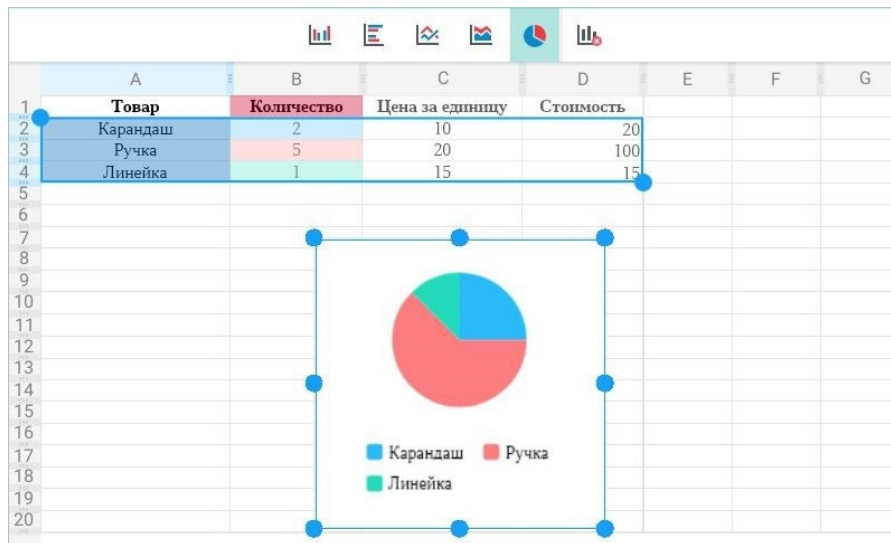 A B C D E F G
1 Товар Количество Цена за единицу Стоимость
2 Карандаш 2 10 20
3 Ручка 5 20 100
4 Линейка 1 15 15
5
6
7
8
9
10
11
12
13
14
15
16
17
18
19
20
Карандаш Ручка
Линейка